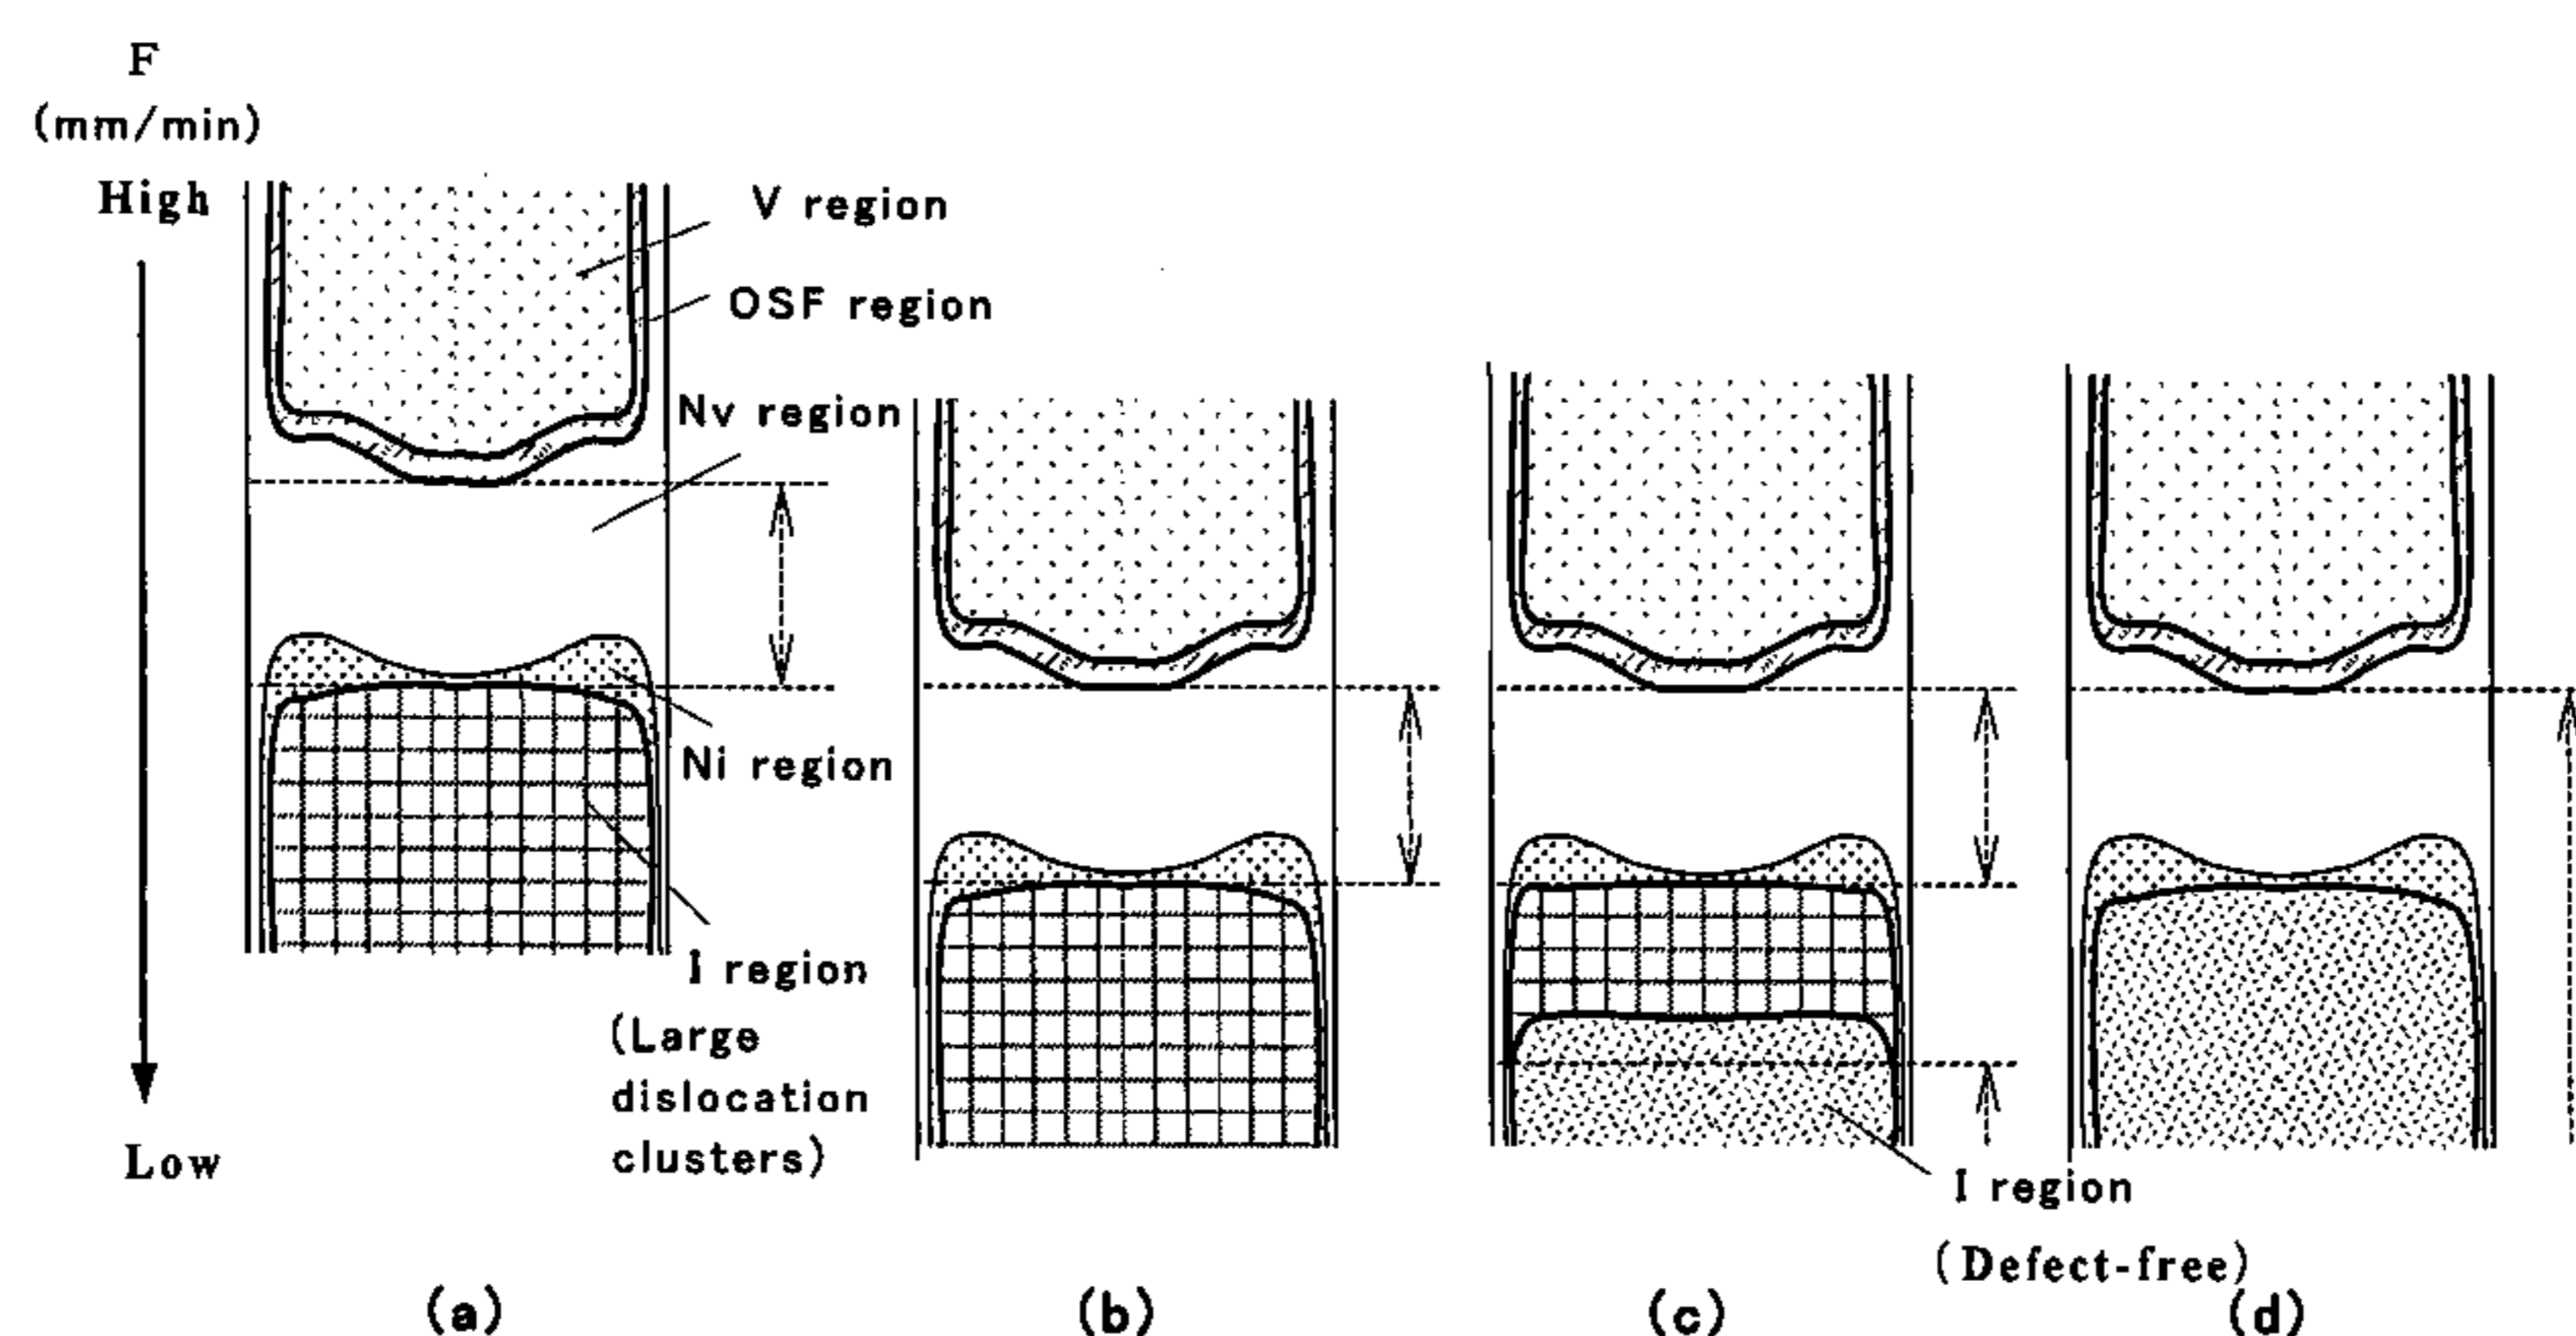 F
(mm/min)
High
Low
V region
OSF region
Nv region
Ni region
I region
(Large
dislocation
clusters)
I region
(Defect-free)
(a)
(b)
(c)
(d)